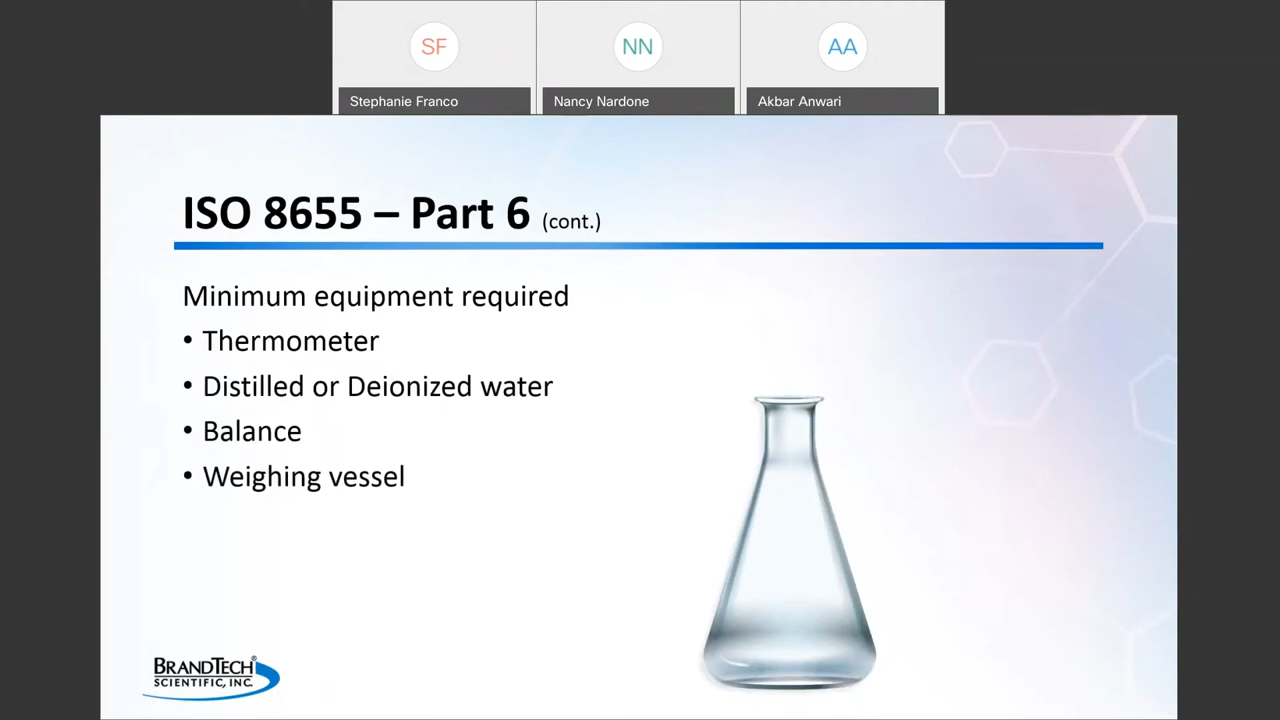 SF
NN
AA
Stephanie Franco
Nancy Nardone
Akbar Anwari
ISO 8655 – Part 6 (cont.)
Minimum equipment required
• Thermometer
• Distilled or Deionized water
• Balance
• Weighing vessel
BRANDTECH®
SCIENTIFIC, INC.